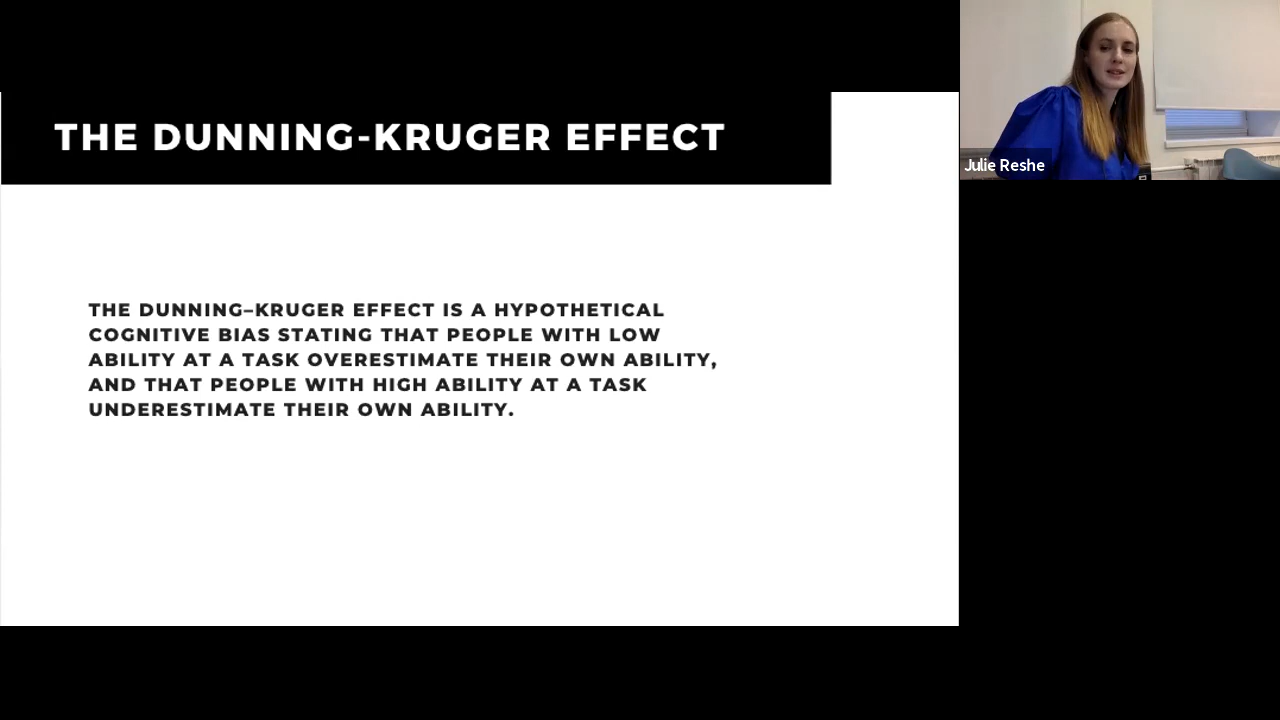 THE DUNNING-KRUGER EFFECT
THE DUNNING–KRUGER EFFECT IS A HYPOTHETICAL
COGNITIVE BIAS STATING THAT PEOPLE WITH LOW
ABILITY AT A TASK OVERESTIMATE THEIR OWN ABILITY,
AND THAT PEOPLE WITH HIGH ABILITY AT A TASK
UNDERESTIMATE THEIR OWN ABILITY.
Julie Reshe